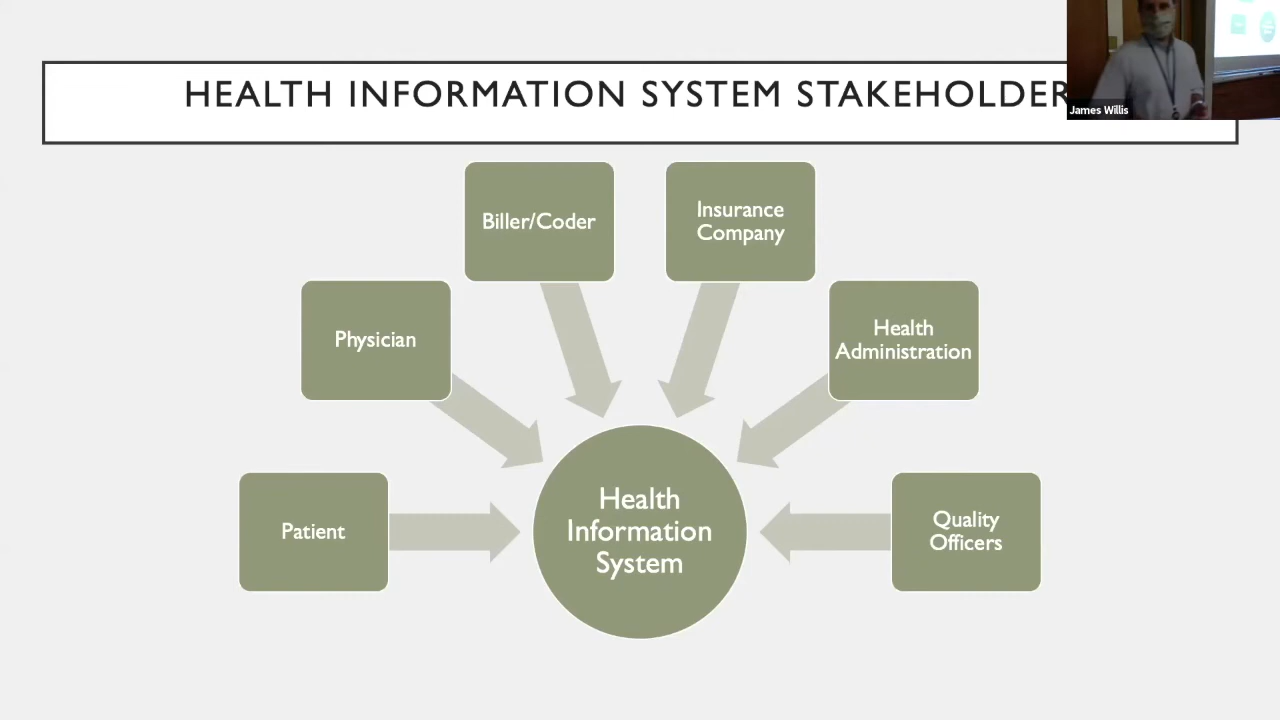 HEALTH INFORMATION SYSTEM STAKEHOLDER
James Willis
Biller/Coder
Insurance
Company
Physician
Health
Administration
Patient
Health
Information
System
Quality
Officers